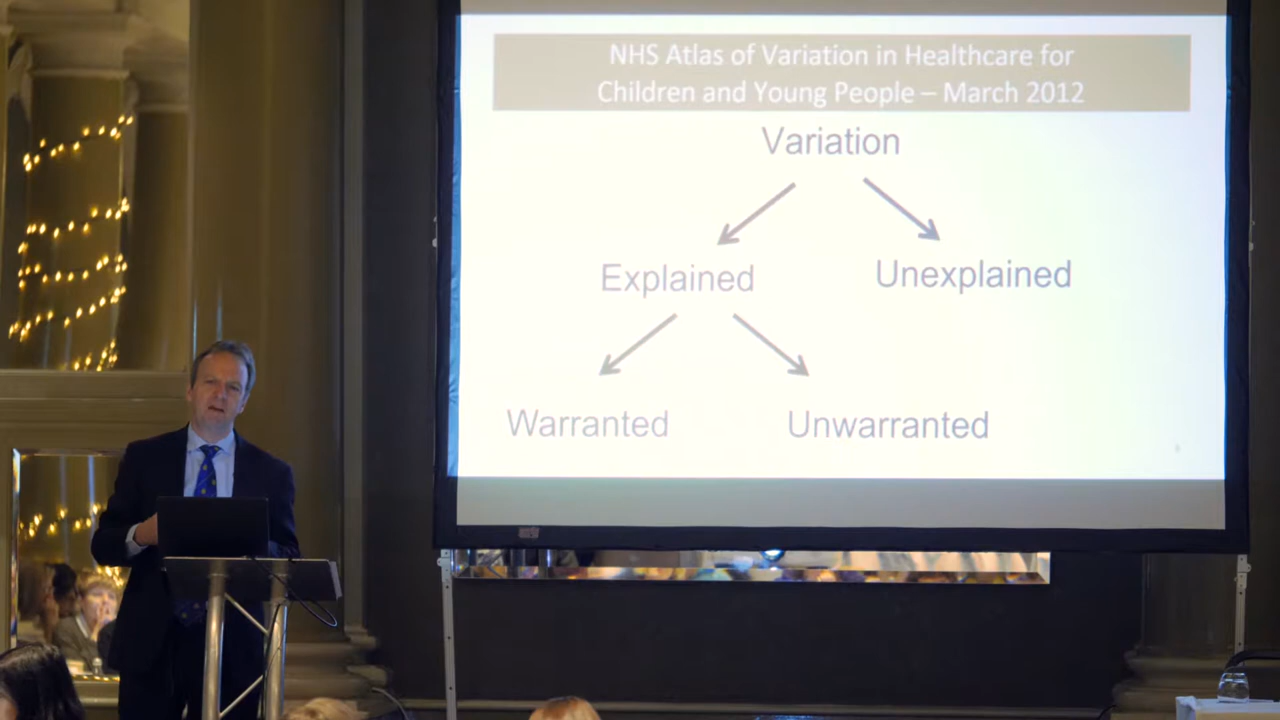 NHS Atlas of Variation in Healthcare for
Children and Young People – March 2012
Variation
Explained
Unexplained
Warranted
Unwarranted